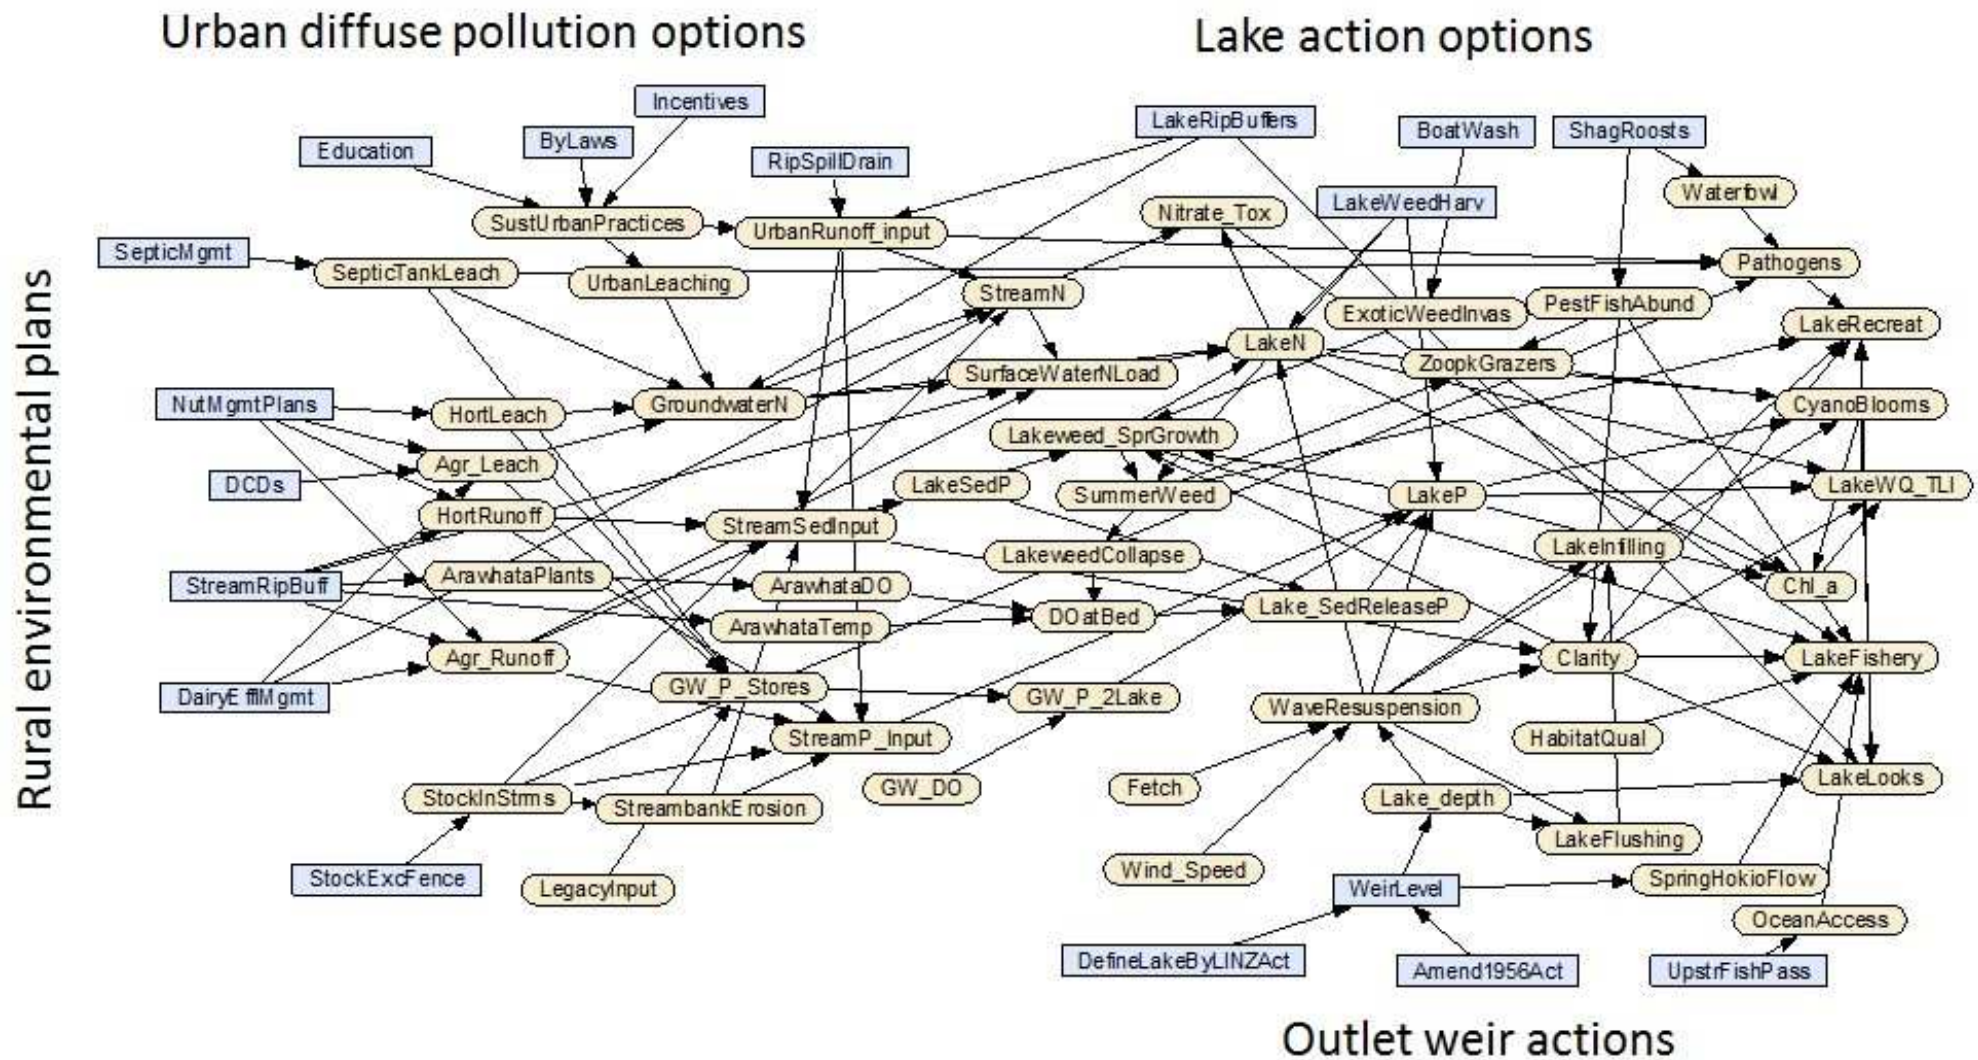 Urban diffuse pollution options
Lake action options
Incentives
LakeRipBuffers
BoatWash
ShagRoosts
Education
ByLaws
RipSpillDrain
Waterfowl
LakeWeedHarv
Nitrate_Tox
SustUrbanPractices
UrbanRunoff_input
SepticMgmt
Pathogens
SepticTankLeach
UrbanLeaching
StreamN
ExoticWeedInvas
PestFishAbund
LakeRecreat
LakeN
ZoopkGrazers
SurfaceWaterNLoad
NutMgmtPlans
HortLeach
GroundwaterN
CyanoBlooms
Lakeweed_SprGrowth
Agr_Leach
DCDs
LakeSedP
SummerWeed
LakeP
LakeWQ_TLI
HortRunoff
StreamSedInput
LakeInfilling
LakeweedCollapse
StreamRipBuff
ArawhataPlants
ArawhataDO
Chl_a
Lake_SedReleaseP
DOatBed
ArawhataTemp
Agr_Runoff
Clarity
LakeFishery
GW_P_Stores
DairyEfflMgmt
GW_P_2Lake
WaveResuspension
StreamP_Input
HabitatQual
LakeLooks
GW_DO
Fetch
StockInStrms
StreambankErosion
Lake_depth
LakeFlushing
Wind_Speed
StockExcFence
LegacyInput
WeirLevel
SpringHokioFlow
OceanAccess
DefineLakeByLINZAct
Amend1956Act
UpstrFishPass
Outlet weir actions
Rural environmental plans